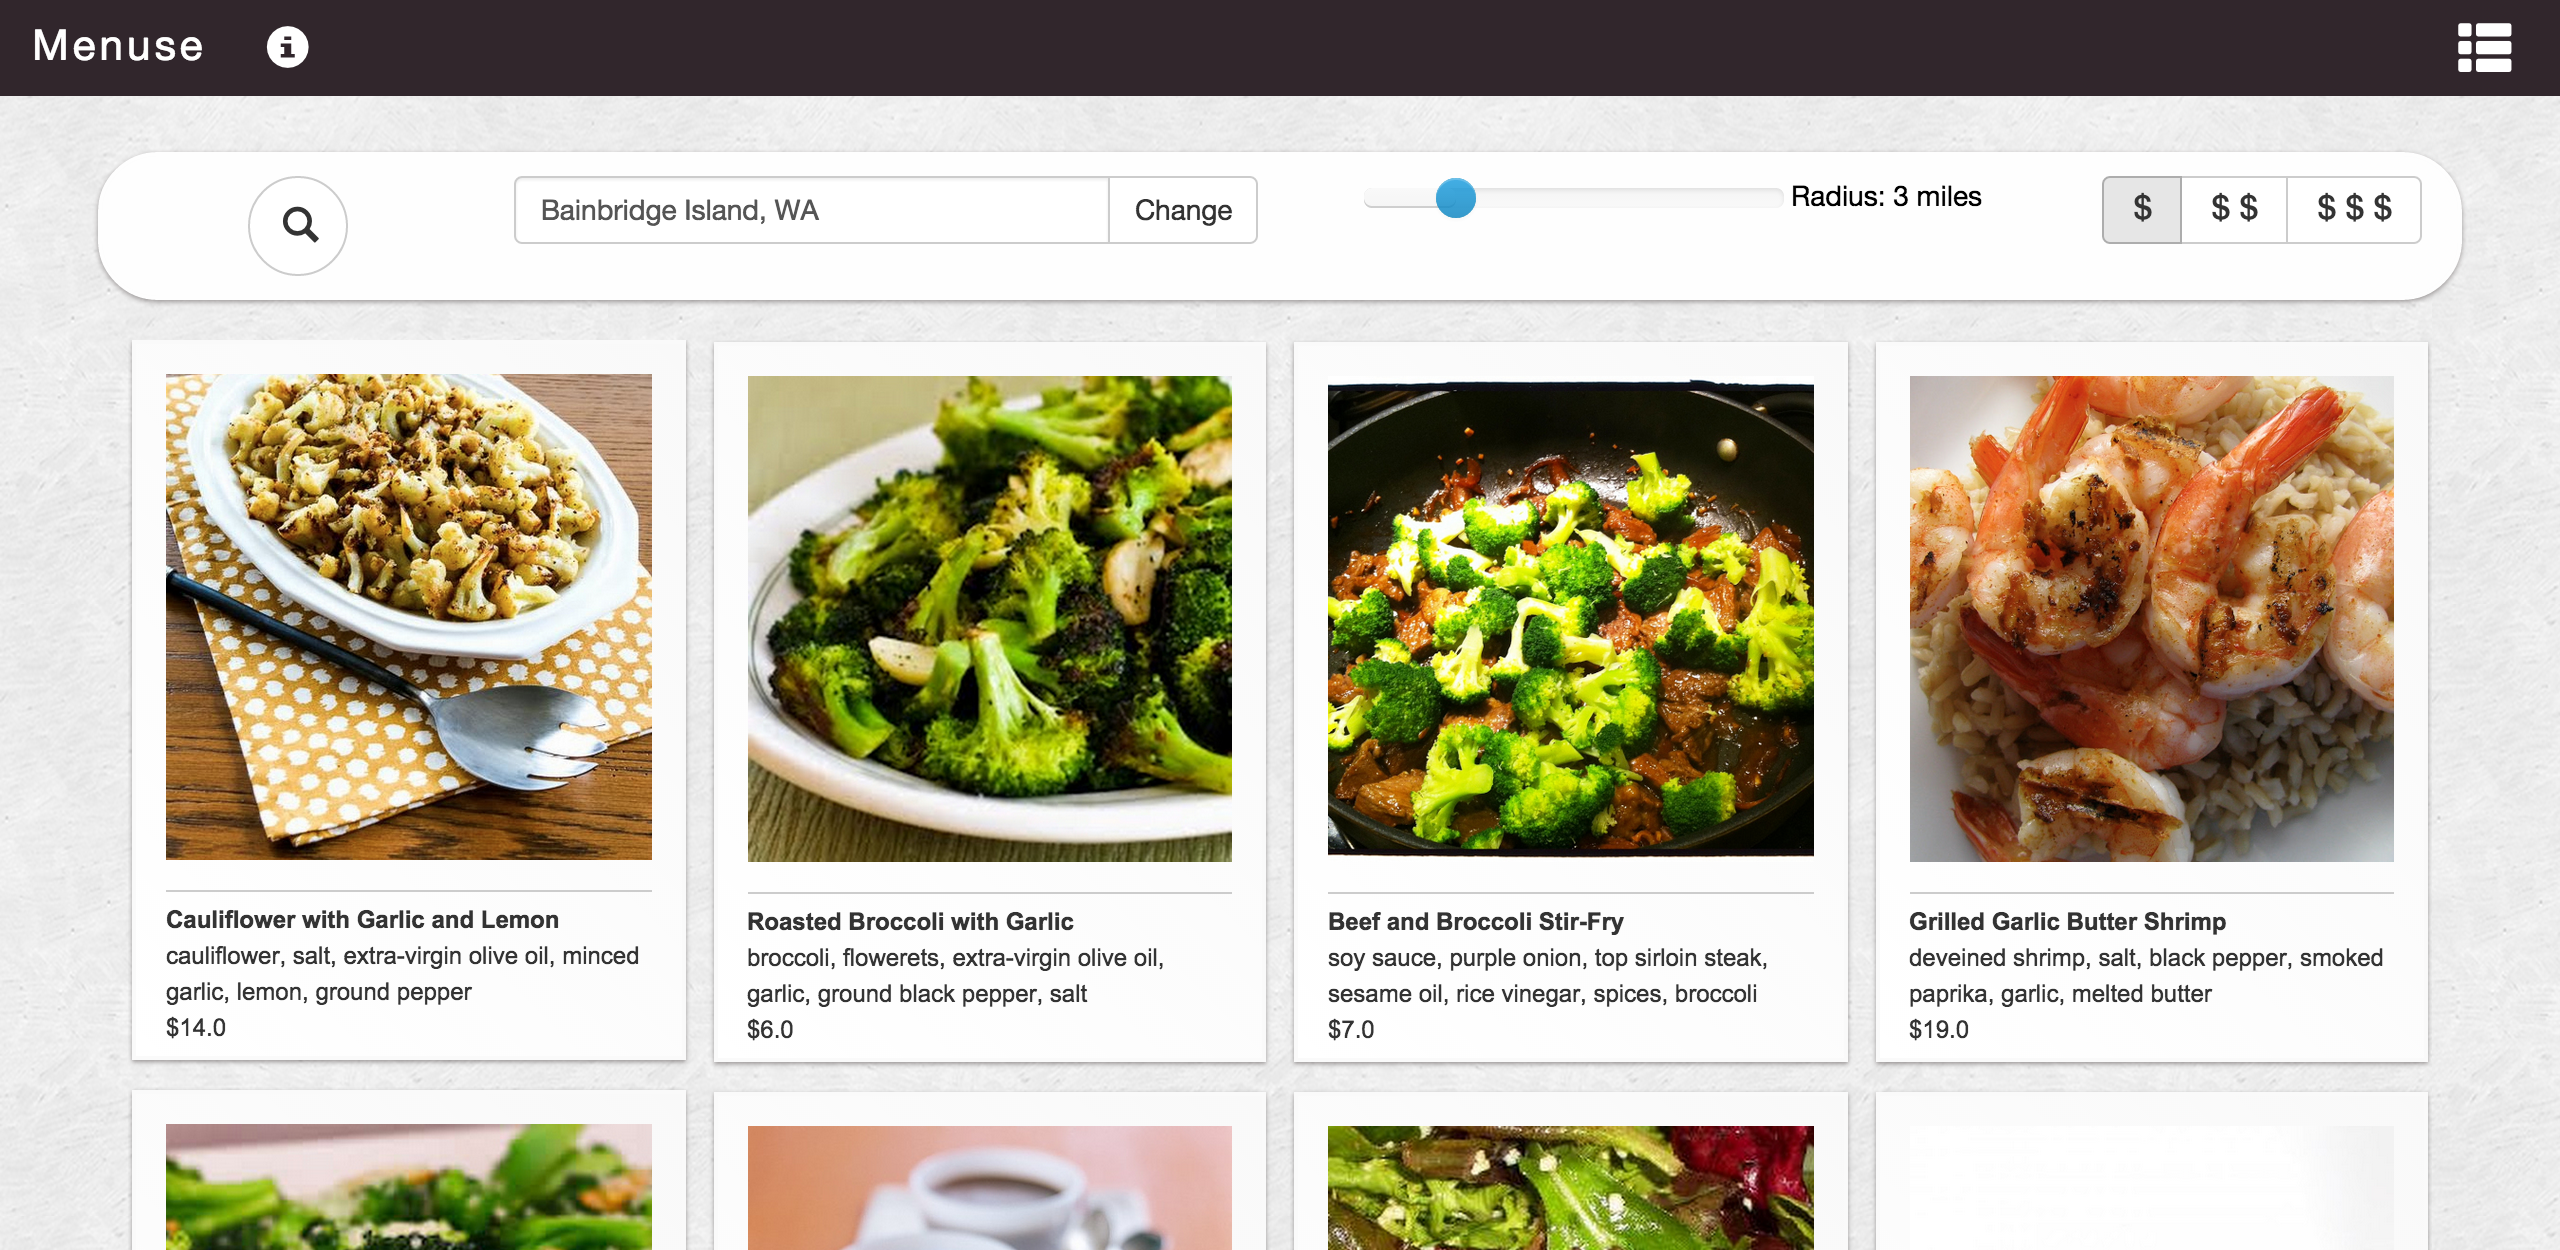 Menuse
Bainbridge Island, WA
Change
Radius: 3 miles
$
$ $
$ $ $
Cauliflower with Garlic and Lemon
cauliflower, salt, extra-virgin olive oil, minced
garlic, lemon, ground pepper
$14.0
Roasted Broccoli with Garlic
broccoli, flowerets, extra-virgin olive oil,
garlic, ground black pepper, salt
$6.0
Beef and Broccoli Stir-Fry
soy sauce, purple onion, top sirloin steak,
sesame oil, rice vinegar, spices, broccoli
$7.0
Grilled Garlic Butter Shrimp
deveined shrimp, salt, black pepper, smoked
paprika, garlic, melted butter
$19.0